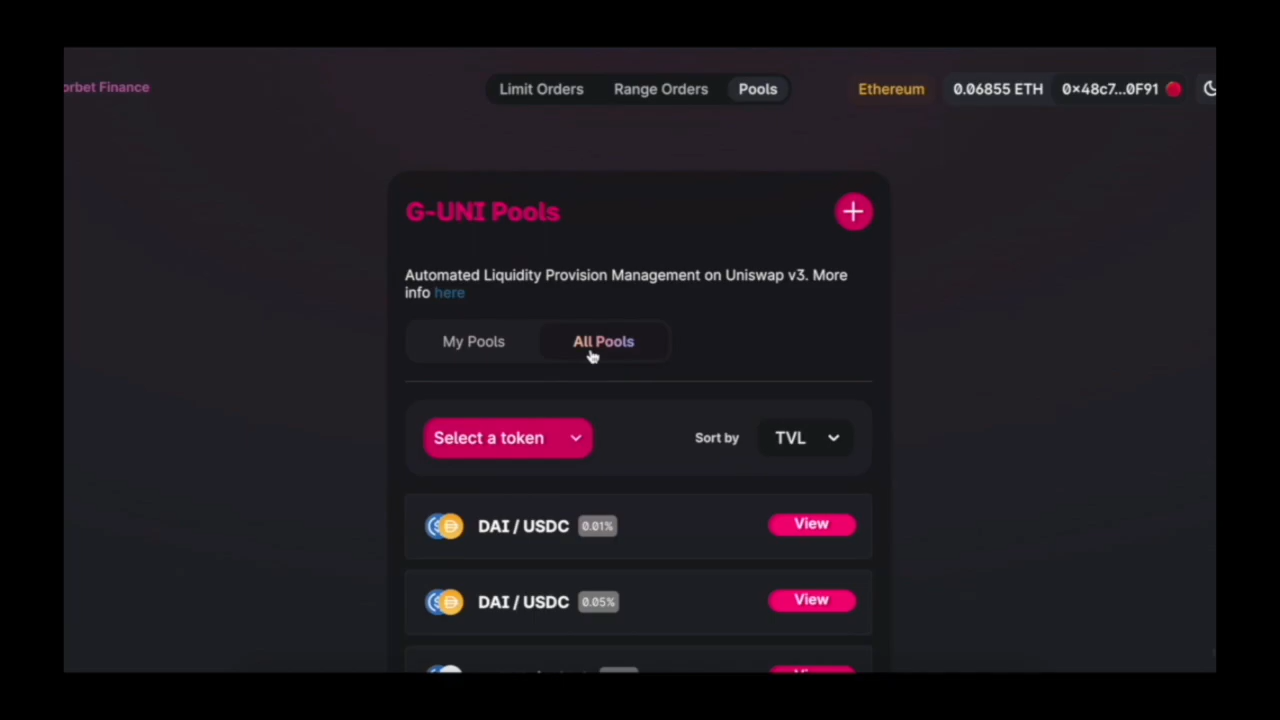 orbet Finance
Limit Orders Range Orders Pools
Ethereum
0.06855 ETH 0×48c7...0F91
G-UNI Pools
Automated Liquidity Provision Management on Uniswap v3. More
info here
My Pools All Pools
Select a token
Sort by TVL
DAI / USDC 0.01% View
DAI / USDC 0.05% View